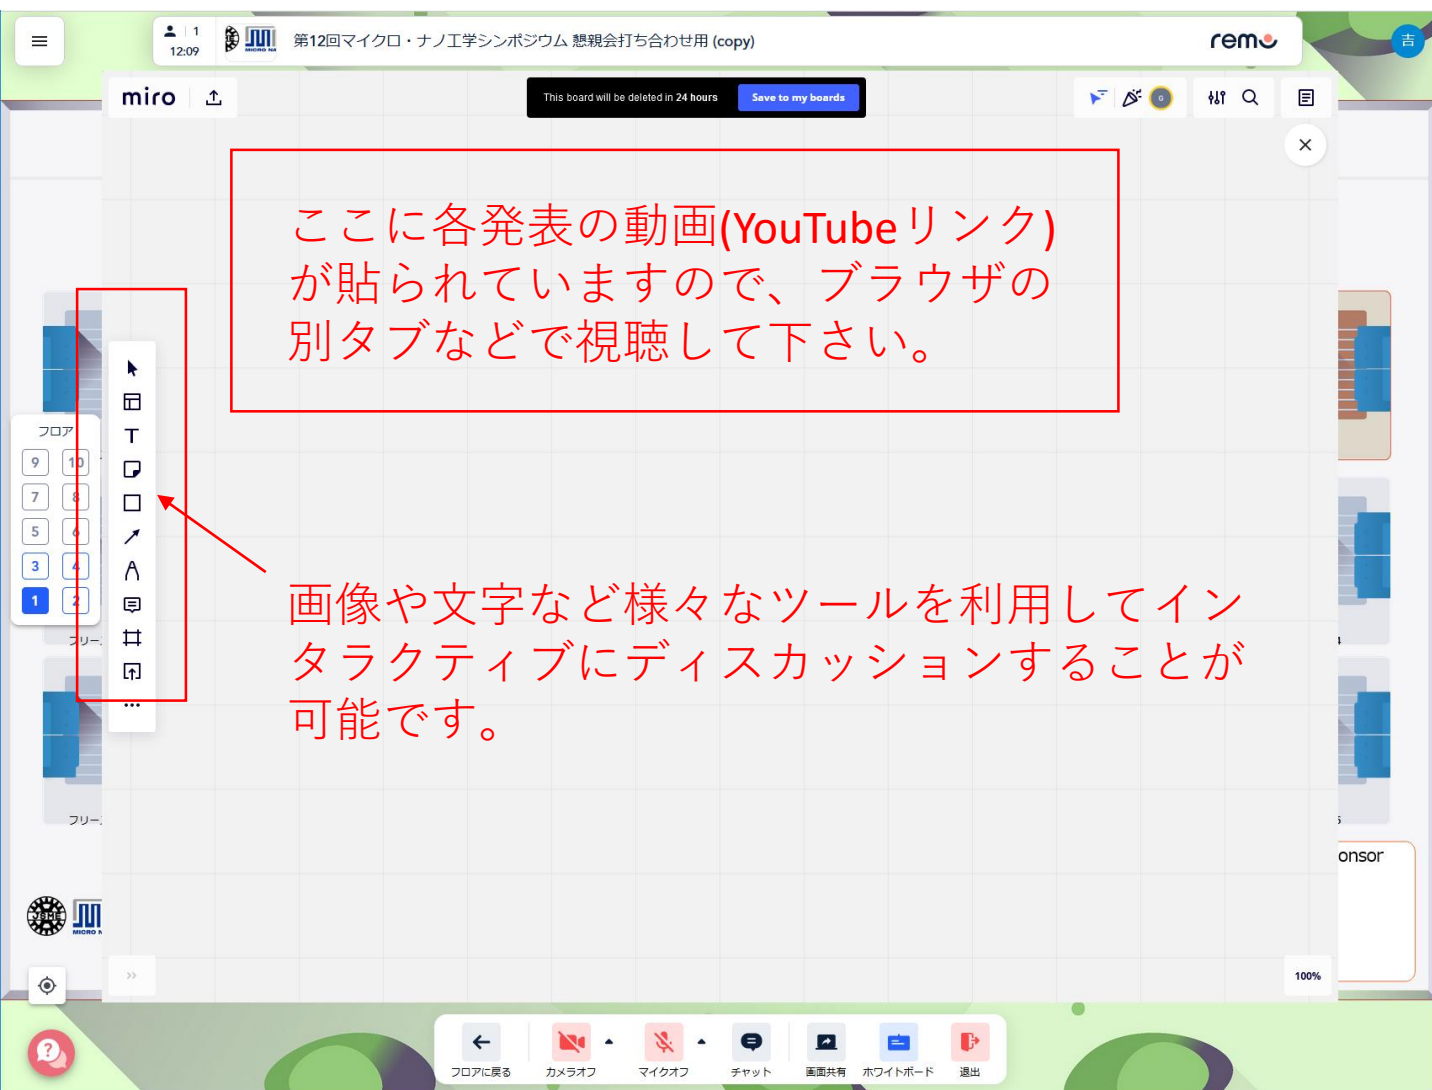 1
12:09
第12回マイクロ・ナノ工学シンポジウム 懇親会打ち合わせ用 (copy)
remo
吉
miro
This board will be deleted in 24 hours
Save to my boards
ここに各発表の動画(YouTubeリンク)
が貼られていますので、ブラウザの
別タブなどで視聴して下さい。
フロア
9 10
7 8
5 6
3 4
1 2
T
画像や文字など様々なツールを利用してイン
タラクティブにディスカッションすることが
可能です。
フリー
フリー
onsor
JSME
100%
フロアに戻る
カメラオフ
マイクオフ
チャット
画面共有
ホワイトボード
退出